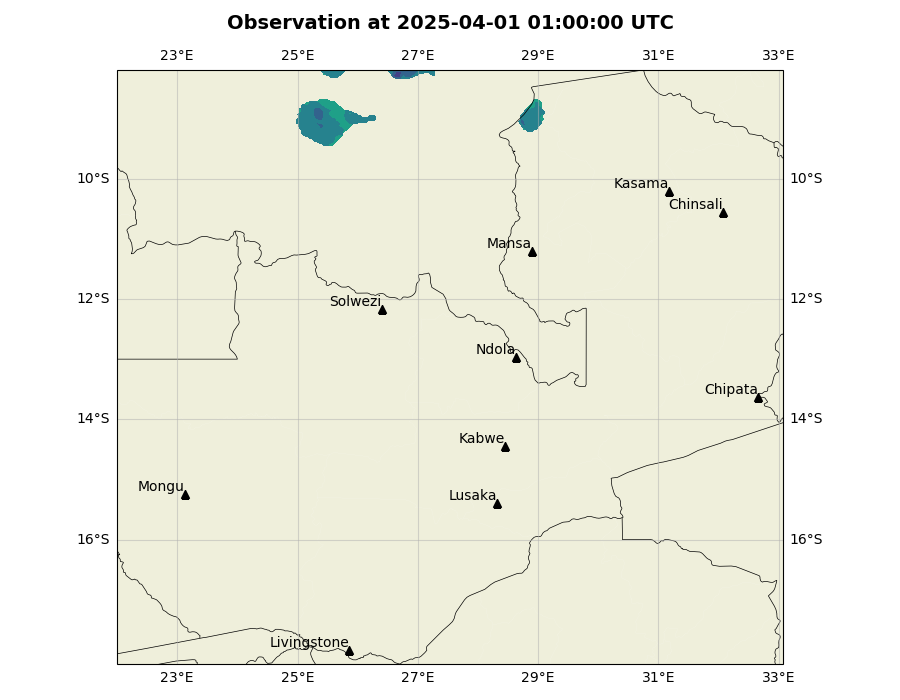 Observation at 2025-04-01 01:00:00 UTC
23°E 25°E 27°E 29°E 31°E 33°E
10°S 10°S
Kasama
Chinsali
Mansa
12°S 12°S
Solwezi
Ndola
Chipata
14°S 14°S
Kabwe
Mongu
Lusaka
16°S 16°S
Livingstone
23°E 25°E 27°E 29°E 31°E 33°E